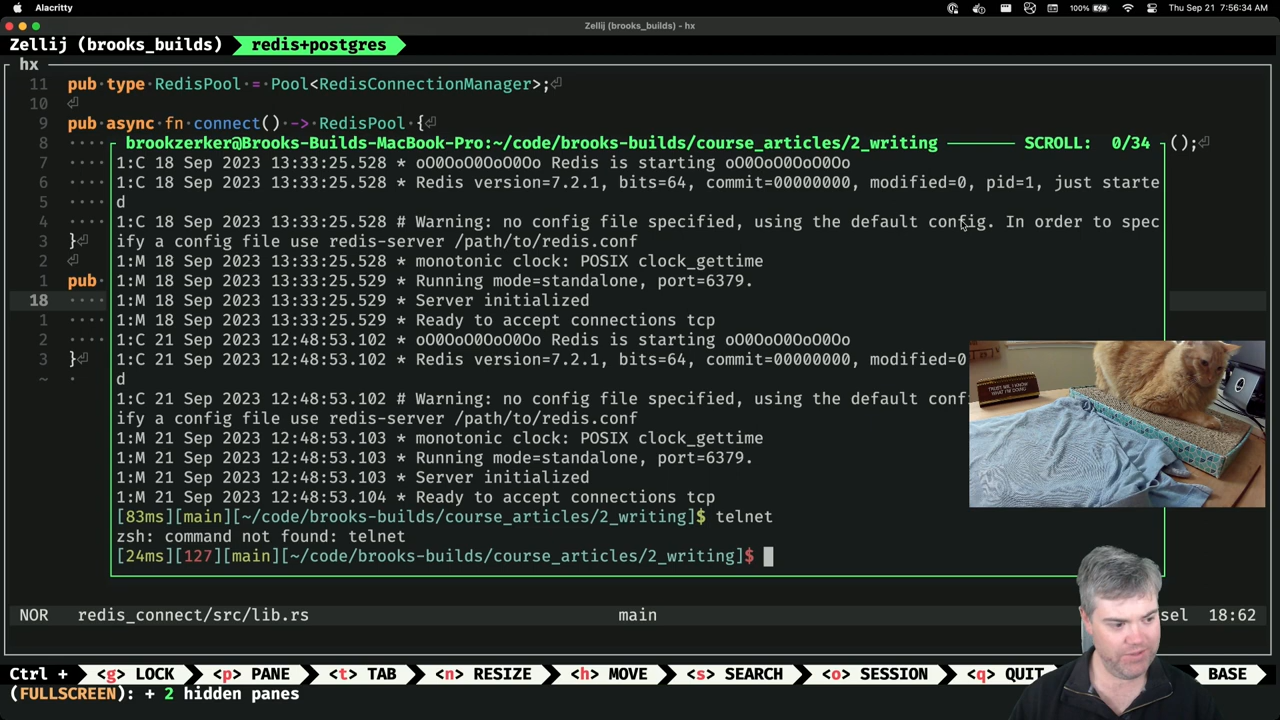 Alacritty
100%
Thu Sep 21 7:56:34 AM
Zellij (brooks_builds) - hx
Zellij (brooks_builds) redis+postgres
hx
11 pub·type·RedisPool·=·Pool<RedisConnectionManager>;⏎
10 ⏎
9 pub·async·fn·connect()·->·RedisPool·{⏎
8 ···· brookzerker@Brooks-Builds-MacBook-Pro:~/code/brooks-builds/course_articles/2_writing SCROLL: 0/34 ();⏎
7 ···· 1:C 18 Sep 2023 13:33:25.528 * oO0OoO0OoO0Oo Redis is starting oO0OoO0OoO0Oo
6 ···· 1:C 18 Sep 2023 13:33:25.528 * Redis version=7.2.1, bits=64, commit=00000000, modified=0, pid=1, just starte
5 ···· d
4 ···· 1:C 18 Sep 2023 13:33:25.528 # Warning: no config file specified, using the default config. In order to spec
3 }⏎ ify a config file use redis-server /path/to/redis.conf
2 ⏎ 1:M 18 Sep 2023 13:33:25.528 * monotonic clock: POSIX clock_gettime
1 pub· 1:M 18 Sep 2023 13:33:25.529 * Running mode=standalone, port=6379.
18 ···· 1:M 18 Sep 2023 13:33:25.529 * Server initialized
1 ···· 1:M 18 Sep 2023 13:33:25.529 * Ready to accept connections tcp
2 ···· 1:C 21 Sep 2023 12:48:53.102 * oO0OoO0OoO0Oo Redis is starting oO0OoO0OoO0Oo
3 }⏎ 1:C 21 Sep 2023 12:48:53.102 * Redis version=7.2.1, bits=64, commit=00000000, modified=0
~ · d
1:C 21 Sep 2023 12:48:53.102 # Warning: no config file specified, using the default conf
ify a config file use redis-server /path/to/redis.conf
1:M 21 Sep 2023 12:48:53.103 * monotonic clock: POSIX clock_gettime
1:M 21 Sep 2023 12:48:53.103 * Running mode=standalone, port=6379.
1:M 21 Sep 2023 12:48:53.103 * Server initialized
1:M 21 Sep 2023 12:48:53.104 * Ready to accept connections tcp
[83ms][main][~/code/brooks-builds/course_articles/2_writing]$ telnet
zsh: command not found: telnet
[24ms][127][main][~/code/brooks-builds/course_articles/2_writing]$
TRUST ME, I KNOW
WHAT I'M DOING
NOR redis_connect/src/lib.rs main sel 18:62
Ctrl + <g> LOCK <p> PANE <t> TAB <n> RESIZE <h> MOVE <s> SEARCH <o> SESSION <q> QUIT BASE
(FULLSCREEN): + 2 hidden panes